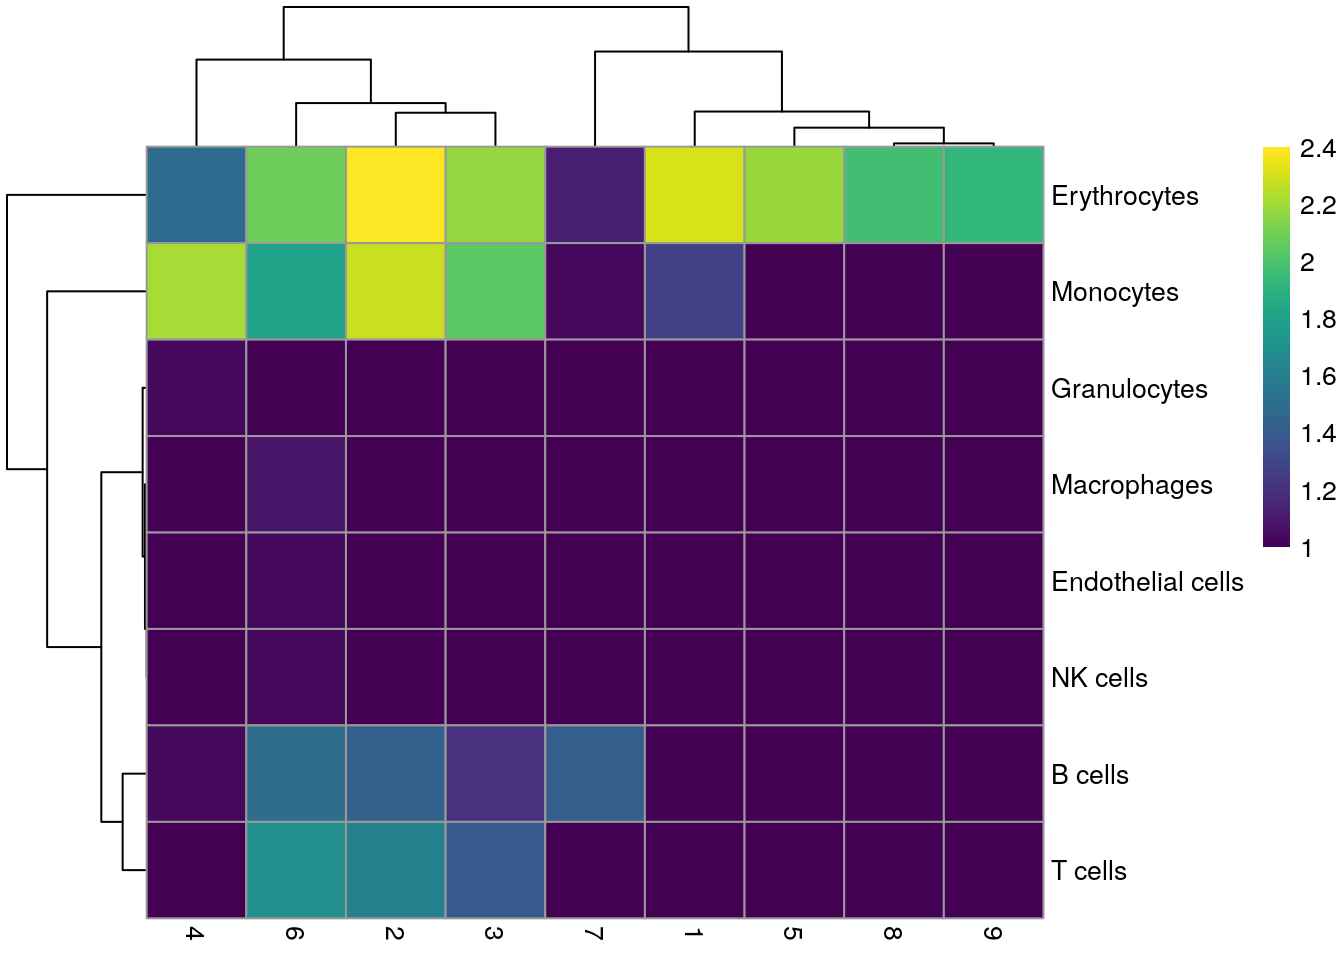 Erythrocytes
Monocytes
Granulocytes
Macrophages
Endothelial cells
NK cells
B cells
T cells
4 6 2 3 7 1 5 8 9
2.4
2.2
2
1.8
1.6
1.4
1.2
1